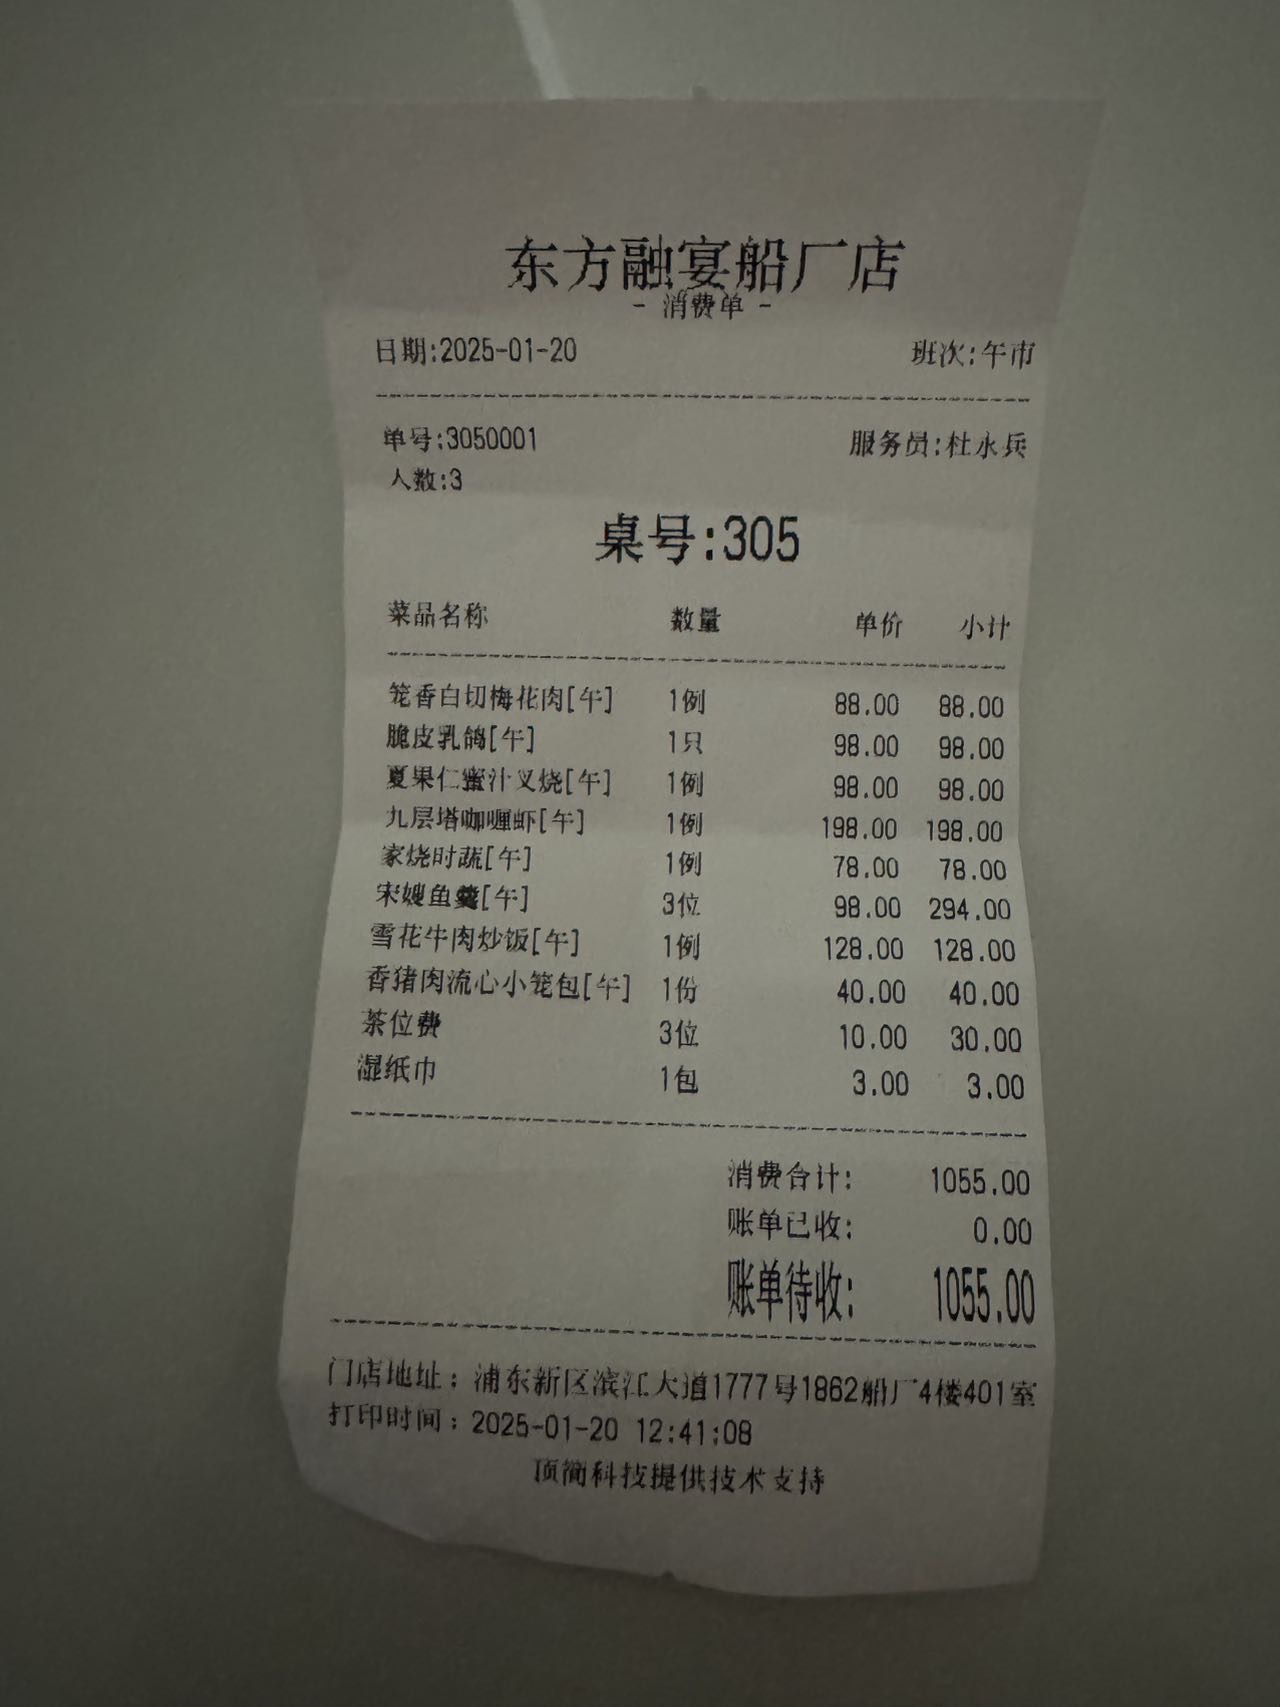 东方融宴船厂店
- 消费单 -
日期:2025-01-20 班次:午市
单号:3050001 服务员:杜永兵
人数:3
桌号:305
菜品名称 数量 单价 小计
笼香白切梅花肉[午] 1例 88.00 88.00
脆皮乳鸽[午] 1只 98.00 98.00
夏果仁蜜汁叉烧[午] 1例 98.00 98.00
九层塔咖喱虾[午] 1例 198.00 198.00
家烧时蔬[午] 1例 78.00 78.00
宋嫂鱼羹[午] 3位 98.00 294.00
雪花牛肉炒饭[午] 1例 128.00 128.00
香猪肉流心小笼包[午] 1份 40.00 40.00
茶位费 3位 10.00 30.00
湿纸巾 1包 3.00 3.00
消费合计: 1055.00
账单已收: 0.00
账单待收: 1055.00
门店地址：浦东新区滨江大道1777号1862船厂4楼401室
打印时间：2025-01-20 12:41:08
顶简科技提供技术支持